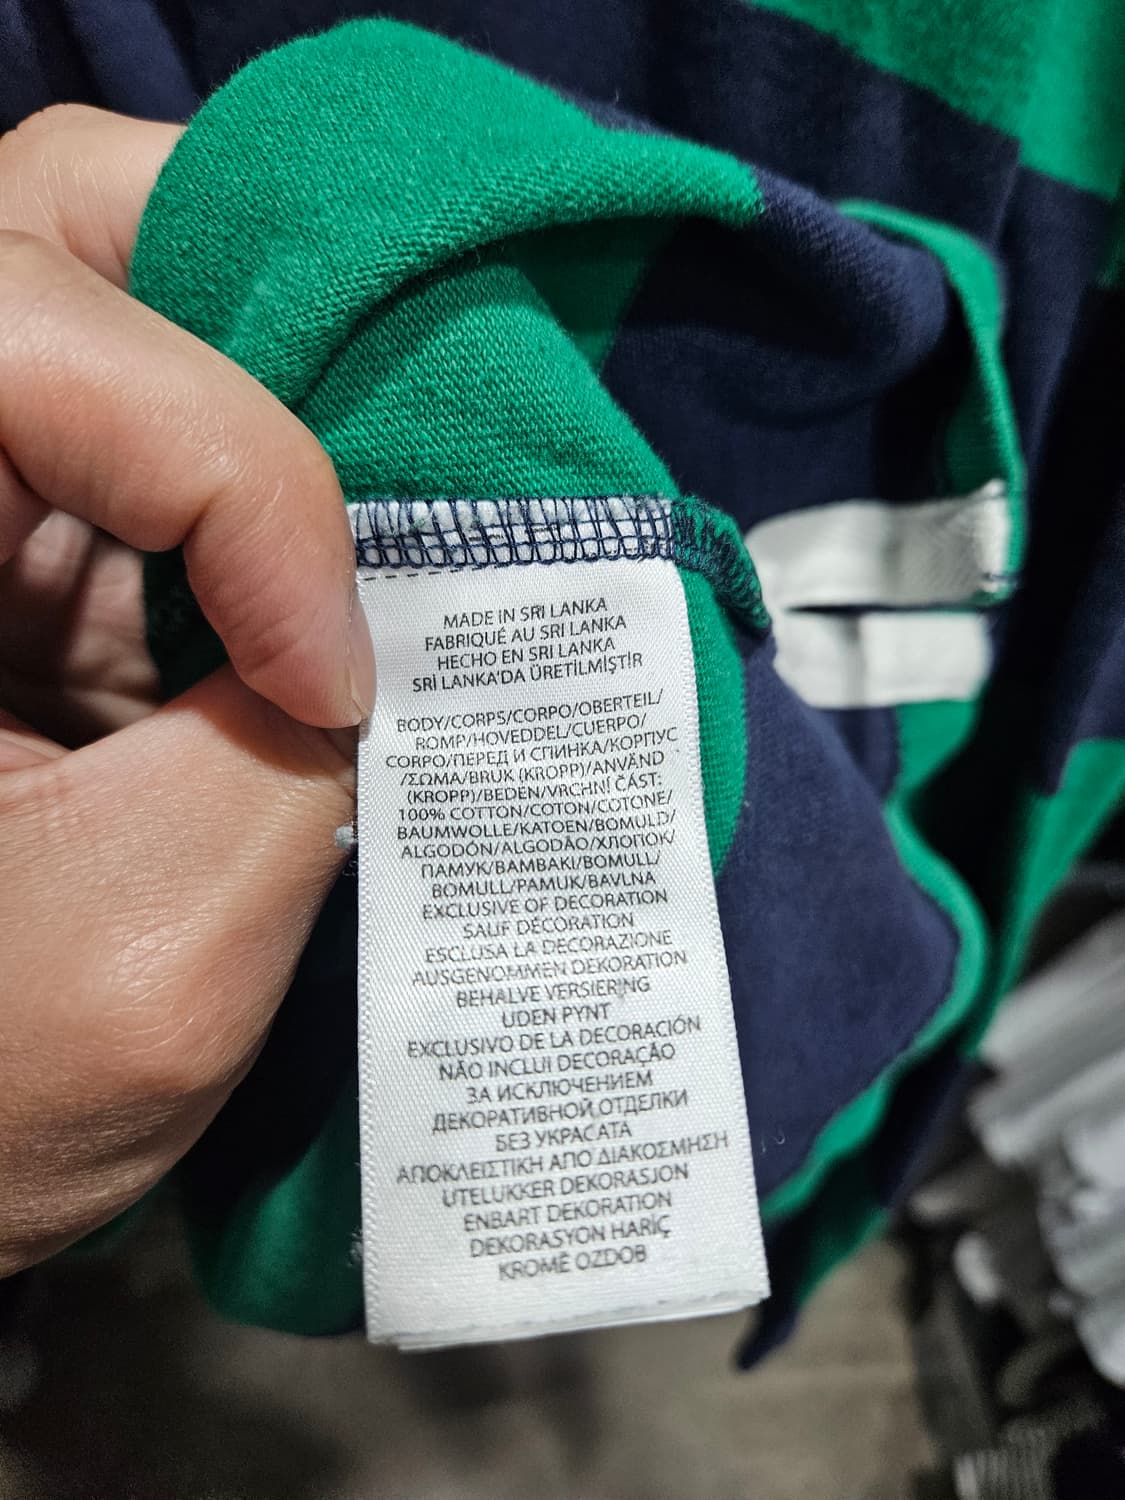 MADE IN SRI LANKA
FABRIQUÉ AU SRI LANKA
HECHO EN SRI LANKA
SRİ LANKA'DA ÜRETİLMİŞTİR
BODY/CORPS/CORPO/OBERTEIL/
ROMP/HOVEDDEL/CUERPO/
CORPO/ПЕРЕД И СПИНКА/КОРПУС
/ΣΩΜΑ/BRUK (KROPP)/ANVÄND
(KROPP)/BEDEN/VRCHNÍ ČÁST:
100% COTTON/COTON/COTONE/
BAUMWOLLE/KATOEN/BOMULD/
ALGODÓN/ALGODÃO/ХЛОПОК/
ПАМУК/ΒΑΜΒΑΚΙ/BOMULL/
BOMULL/PAMUK/BAVLNA
EXCLUSIVE OF DECORATION
SAUF DÉCORATION
ESCLUSA LA DECORAZIONE
AUSGENOMMEN DEKORATION
BEHALVE VERSIERING
UDEN PYNT
EXCLUSIVO DE LA DECORACIÓN
NÃO INCLUI DECORAÇÃO
ЗА ИСКЛЮЧЕНИЕМ
ДЕКОРАТИВНОЙ ОТДЕЛКИ
БЕЗ УКРАСАТА
ΑΠΟΚΛΕΙΣΤΙΚΗ ΑΠΟ ΔΙΑΚΟΣΜΗΣΗ
UTELUKKER DEKORASJON
ENBART DEKORATION
DEKORASYON HARİÇ
KROMĚ OZDOB